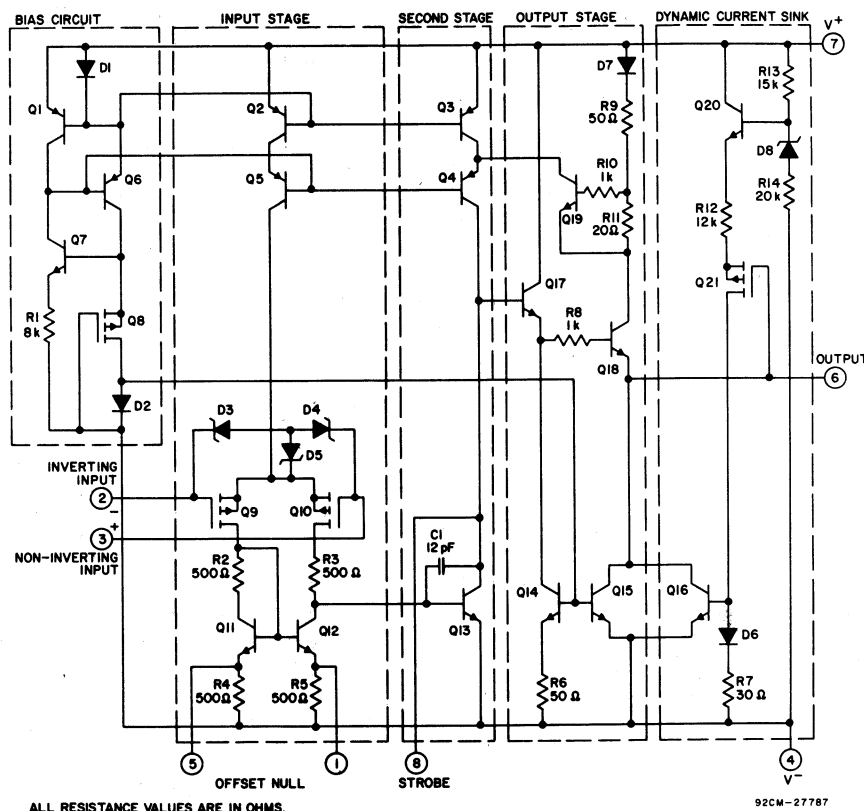 BIAS CIRCUIT
INPUT STAGE
SECOND STAGE
OUTPUT STAGE
DYNAMIC CURRENT SINK
V+
7
D1
D7
R13
15k
Q1
Q2
Q3
R9
50Ω
Q20
D8
Q6
Q5
Q4
R10
1k
Q19
R11
20Ω
R14
20k
R12
12k
Q7
Q17
Q21
R1
8k
Q8
R8
1k
Q18
OUTPUT
6
D2
D3
D4
D5
INVERTING
INPUT
2
-
Q9
Q10
+
3
NON-INVERTING
INPUT
C1
12pF
R2
500Ω
R3
500Ω
Q14
Q15
Q16
Q11
Q12
Q13
D6
R4
500Ω
R5
500Ω
R6
50Ω
R7
30Ω
5
1
8
4
OFFSET NULL
STROBE
V-
ALL RESISTANCE VALUES ARE IN OHMS.
92CM-27787